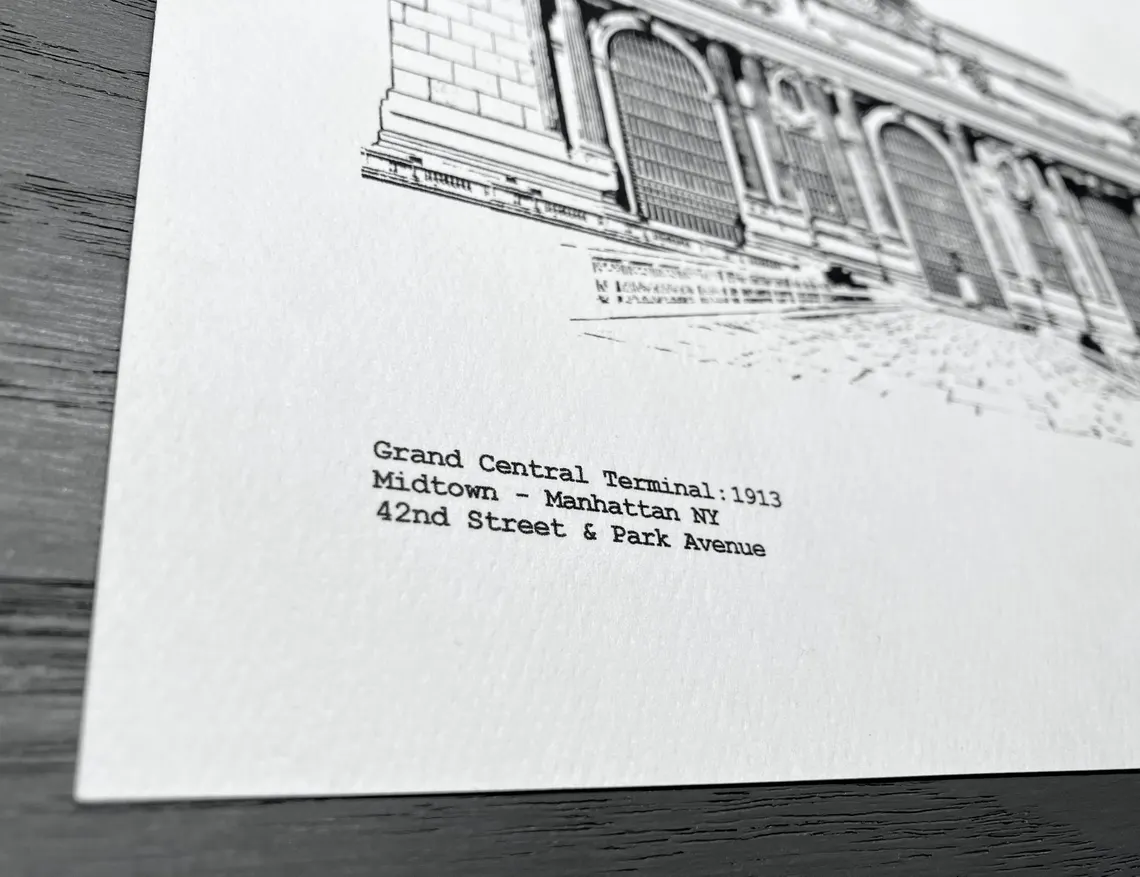 Grand Central Terminal:1913
Midtown - Manhattan NY
42nd Street & Park Avenue